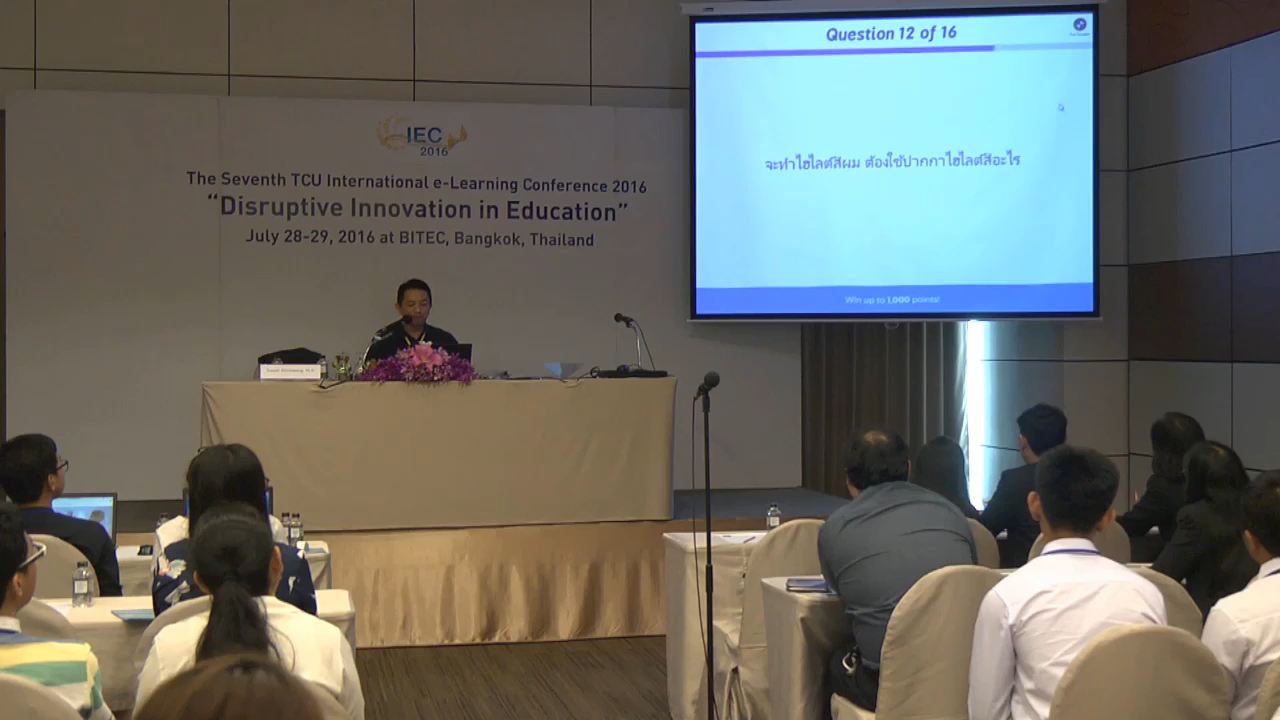 IEC
2016
The Seventh TCU International e-Learning Conference 2016
“Disruptive Innovation in Education”
July 28-29, 2016 at BITEC, Bangkok, Thailand
Question 12 of 16
จะทำไฮไลต์สีผม ต้องใช้ปากกาไฮไลต์สีอะไร
Win up to 1,000 points!